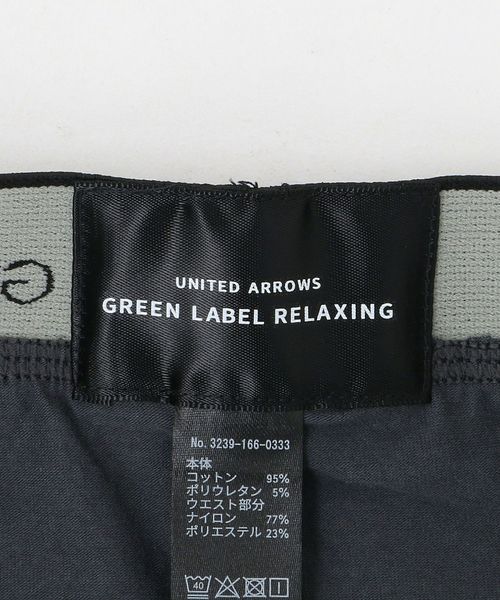 UNITED ARROWS
GREEN LABEL RELAXING
No. 3239-166-0333
本体
コットン 95%
ポリウレタン 5%
ウエスト部分
ナイロン 77%
ポリエステル 23%
40